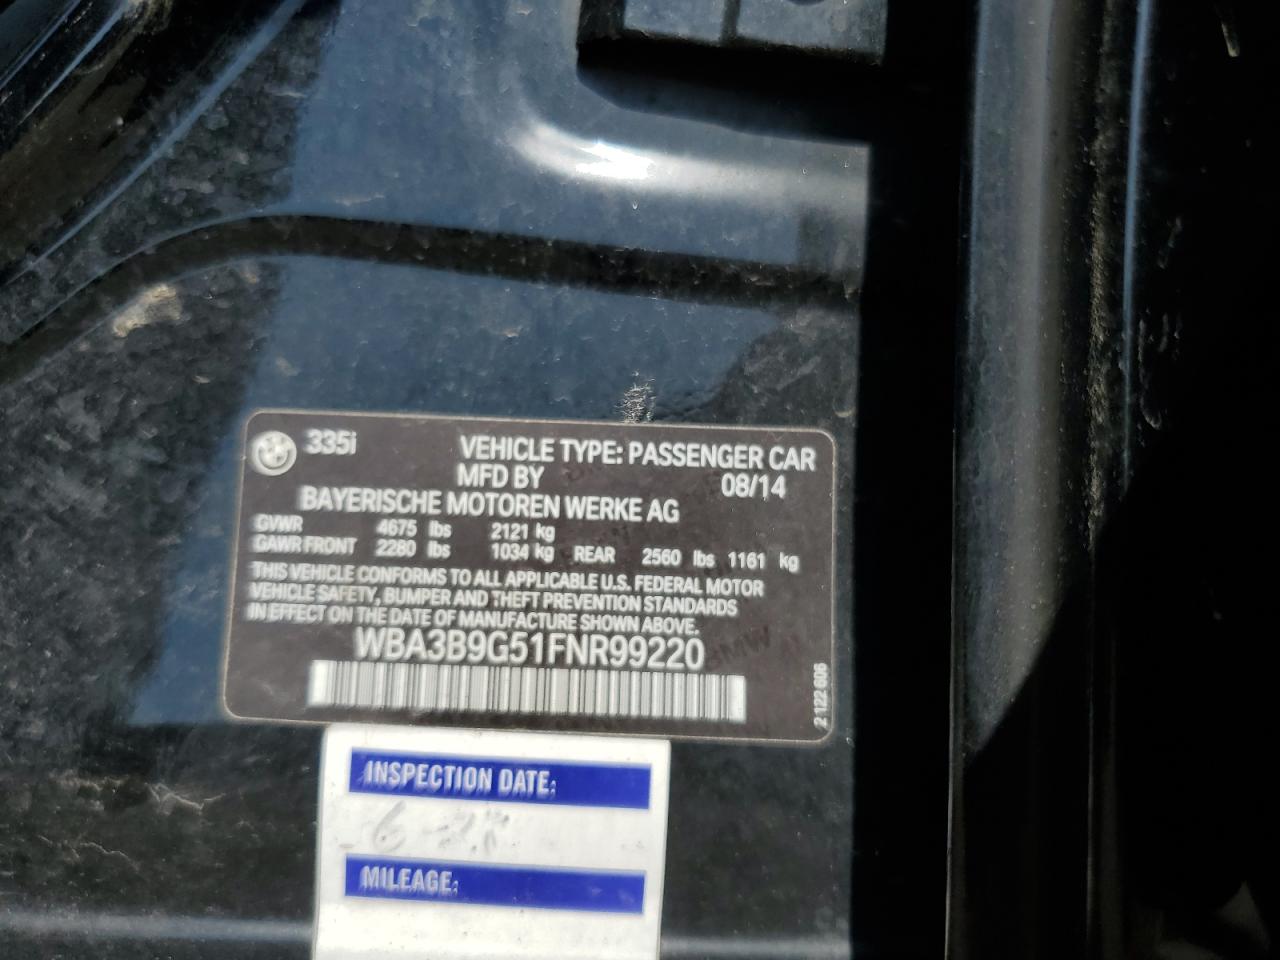 335i VEHICLE TYPE: PASSENGER CAR
MFD BY 08/14
BAYERISCHE MOTOREN WERKE AG
GVWR 4675 lbs 2121 kg
GAWR FRONT 2280 lbs 1034 kg REAR 2560 lbs 1161 kg
THIS VEHICLE CONFORMS TO ALL APPLICABLE U.S. FEDERAL MOTOR
VEHICLE SAFETY, BUMPER AND THEFT PREVENTION STANDARDS
IN EFFECT ON THE DATE OF MANUFACTURE SHOWN ABOVE.
WBA3B9G51FNR99220
2 122 606
INSPECTION DATE:
MILEAGE: